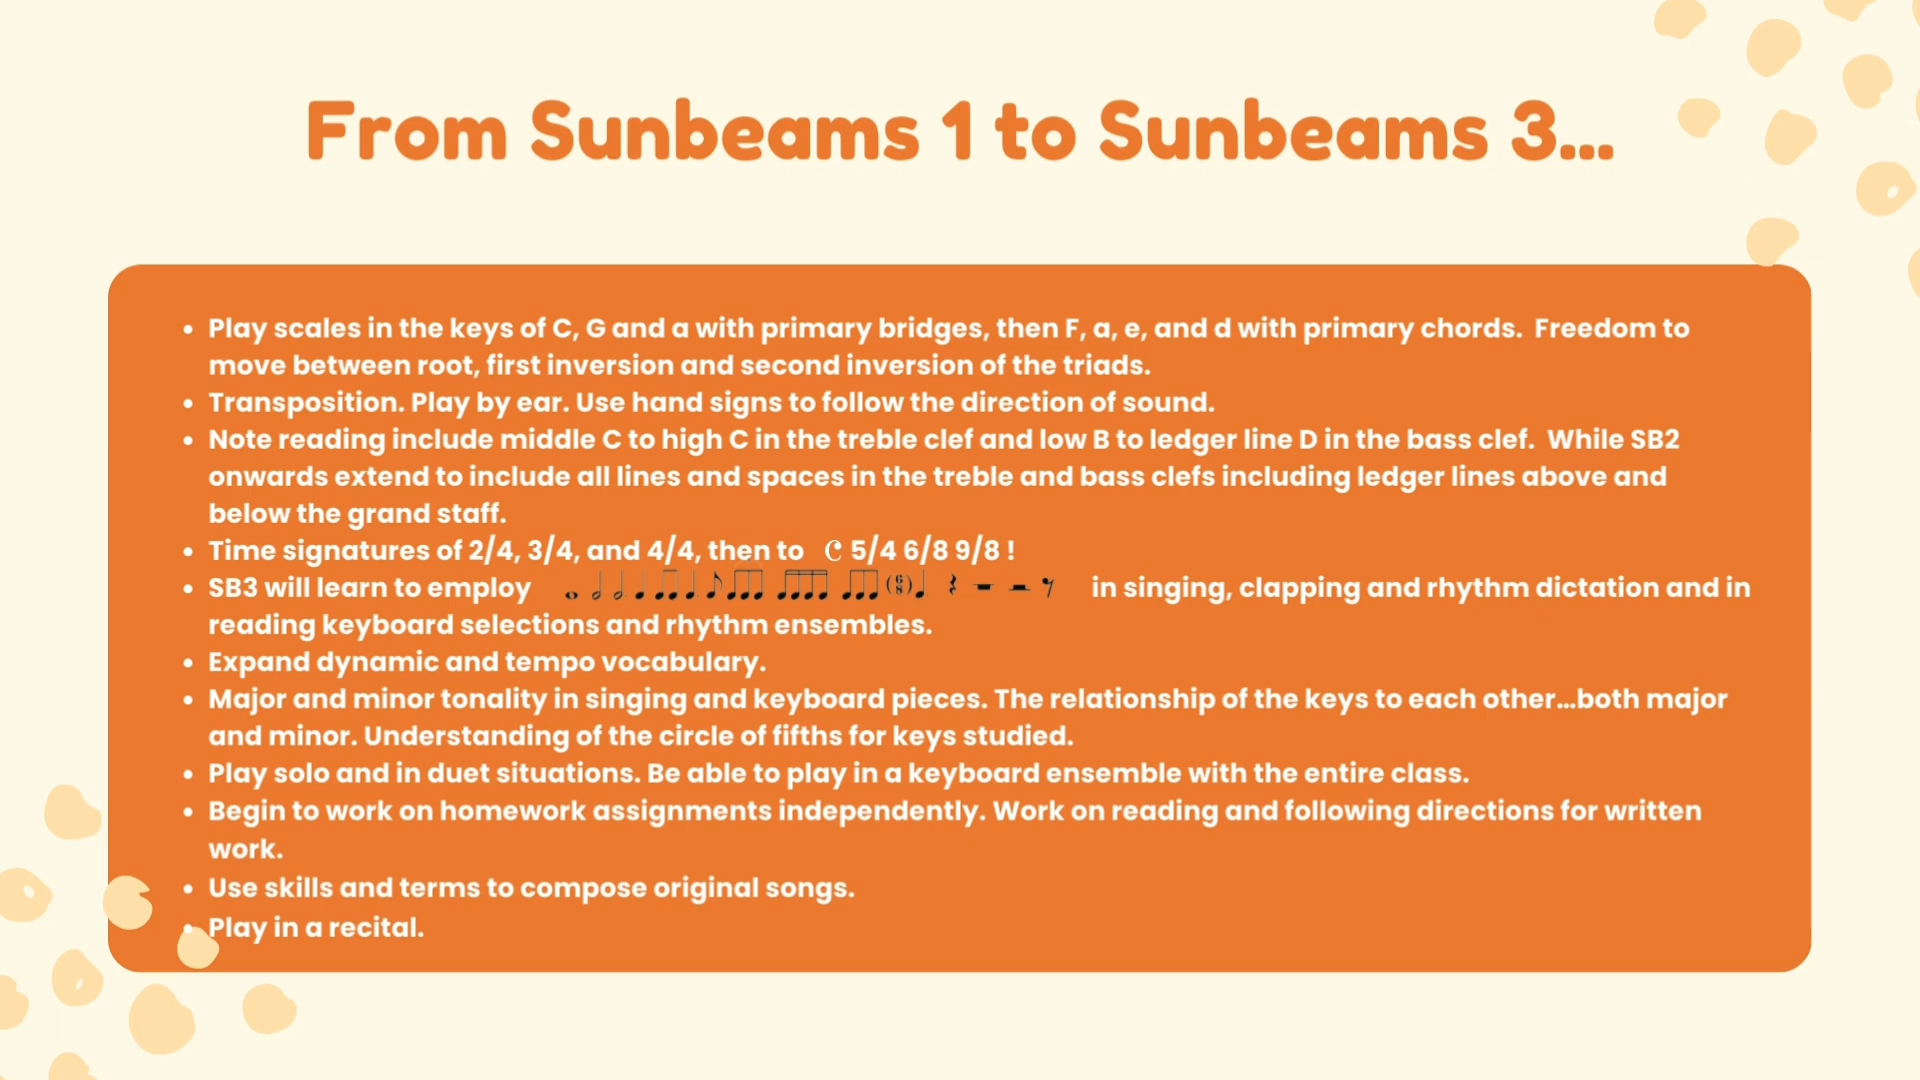 From Sunbeams 1 to Sunbeams 3...
• Play scales in the keys of C, G and a with primary bridges, then F, a, e, and d with primary chords.  Freedom to
move between root, first inversion and second inversion of the triads.
• Transposition. Play by ear. Use hand signs to follow the direction of sound.
• Note reading include middle C to high C in the treble clef and low B to ledger line D in the bass clef.  While SB2
onwards extend to include all lines and spaces in the treble and bass clefs including ledger lines above and
below the grand staff.
• Time signatures of 2/4, 3/4, and 4/4, then to 𝄴 5/4 6/8 9/8 !
• SB3 will learn to employ (6/8) in singing, clapping and rhythm dictation and in
reading keyboard selections and rhythm ensembles.
• Expand dynamic and tempo vocabulary.
• Major and minor tonality in singing and keyboard pieces. The relationship of the keys to each other...both major
and minor. Understanding of the circle of fifths for keys studied.
• Play solo and in duet situations. Be able to play in a keyboard ensemble with the entire class.
• Begin to work on homework assignments independently. Work on reading and following directions for written
work.
• Use skills and terms to compose original songs.
• Play in a recital.